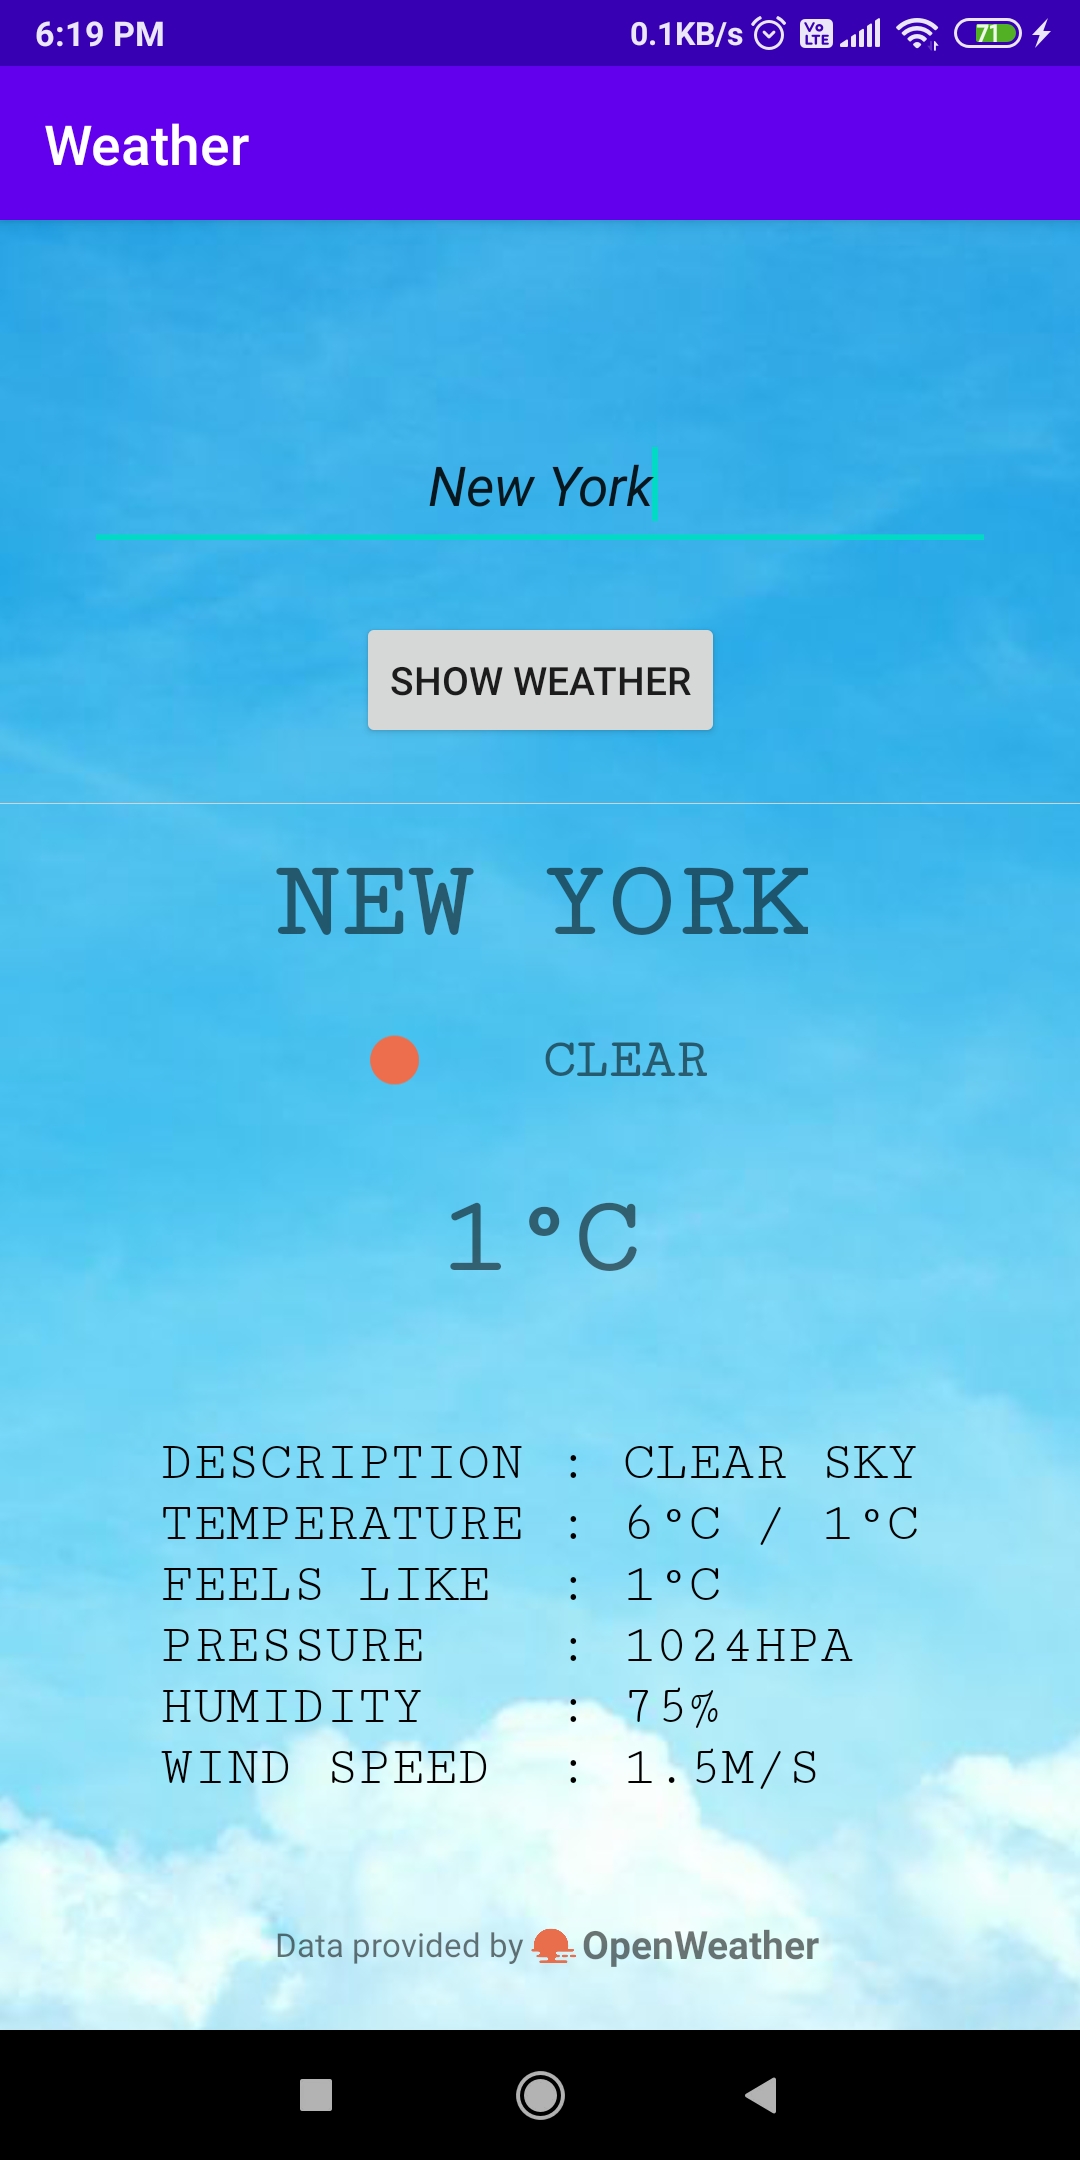 6:19 PM 0.1KB/s Vo LTE 71
Weather
New York
SHOW WEATHER
NEW YORK
CLEAR
1°C
DESCRIPTION : CLEAR SKY
TEMPERATURE : 6°C / 1°C
FEELS LIKE : 1°C
PRESSURE : 1024HPA
HUMIDITY : 75%
WIND SPEED : 1.5M/S
Data provided by OpenWeather